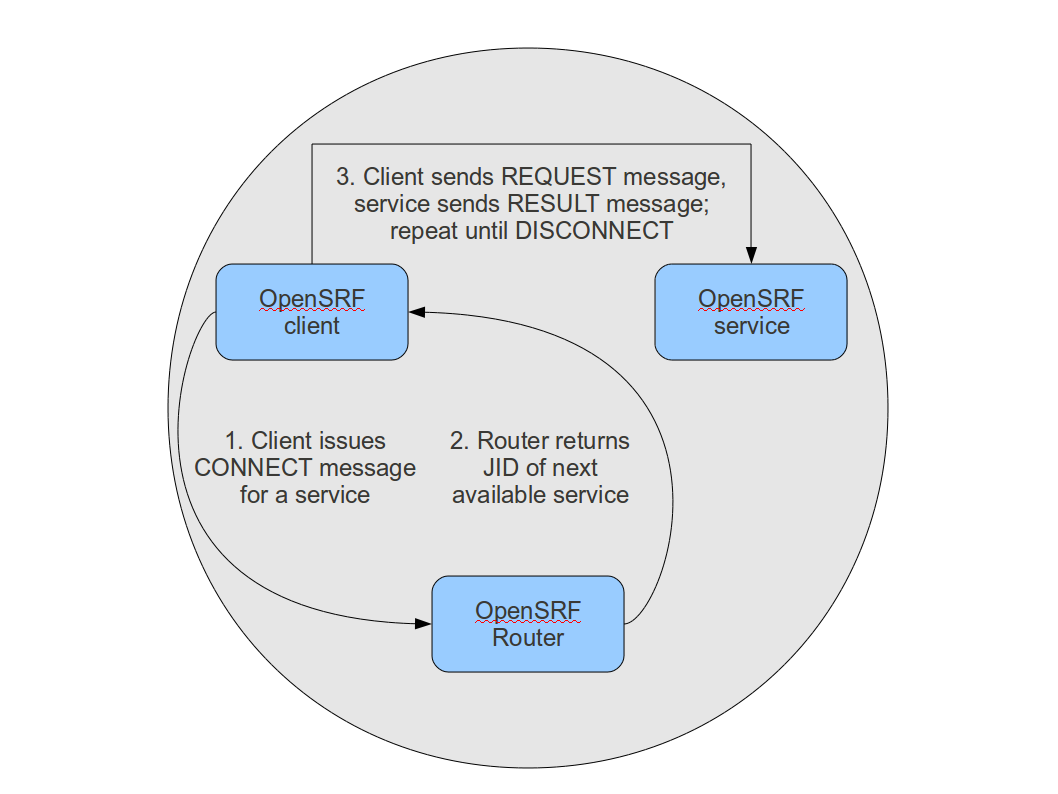 3. Client sends REQUEST message,
service sends RESULT message;
repeat until DISCONNECT
OpenSRF
client
OpenSRF
service
1. Client issues
CONNECT message
for a service
2. Router returns
JID of next
available service
OpenSRF
Router